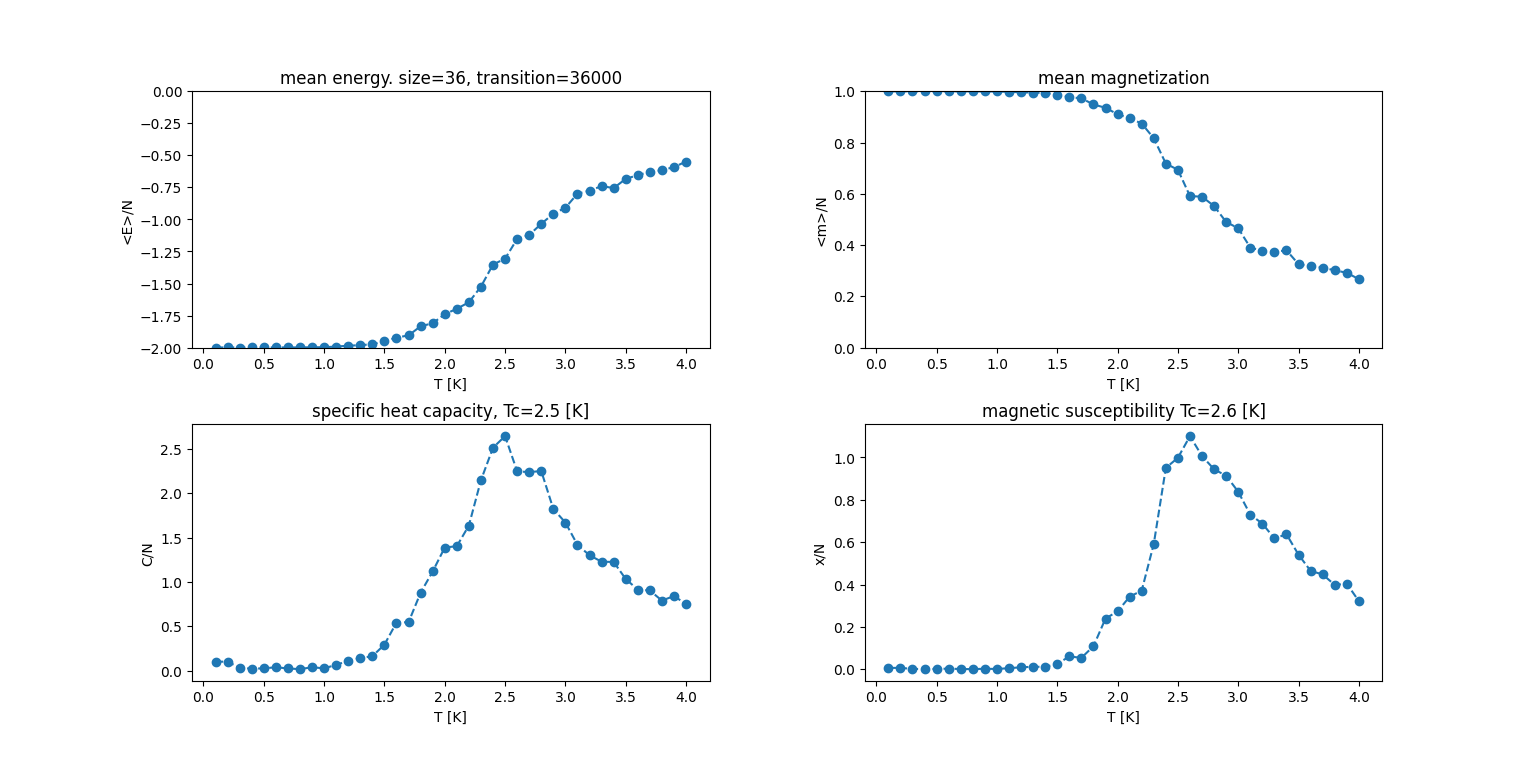 mean energy. size=36, transition=36000
0.00
−0.25
−0.50
−0.75
−1.00
−1.25
−1.50
−1.75
−2.00
<E>/N
0.0 0.5 1.0 1.5 2.0 2.5 3.0 3.5 4.0
T [K]
mean magnetization
1.0
0.8
0.6
0.4
0.2
0.0
<m>/N
0.0 0.5 1.0 1.5 2.0 2.5 3.0 3.5 4.0
T [K]
specific heat capacity, Tc=2.5 [K]
2.5
2.0
1.5
1.0
0.5
0.0
C/N
0.0 0.5 1.0 1.5 2.0 2.5 3.0 3.5 4.0
T [K]
magnetic susceptibility Tc=2.6 [K]
1.0
0.8
0.6
0.4
0.2
0.0
x/N
0.0 0.5 1.0 1.5 2.0 2.5 3.0 3.5 4.0
T [K]